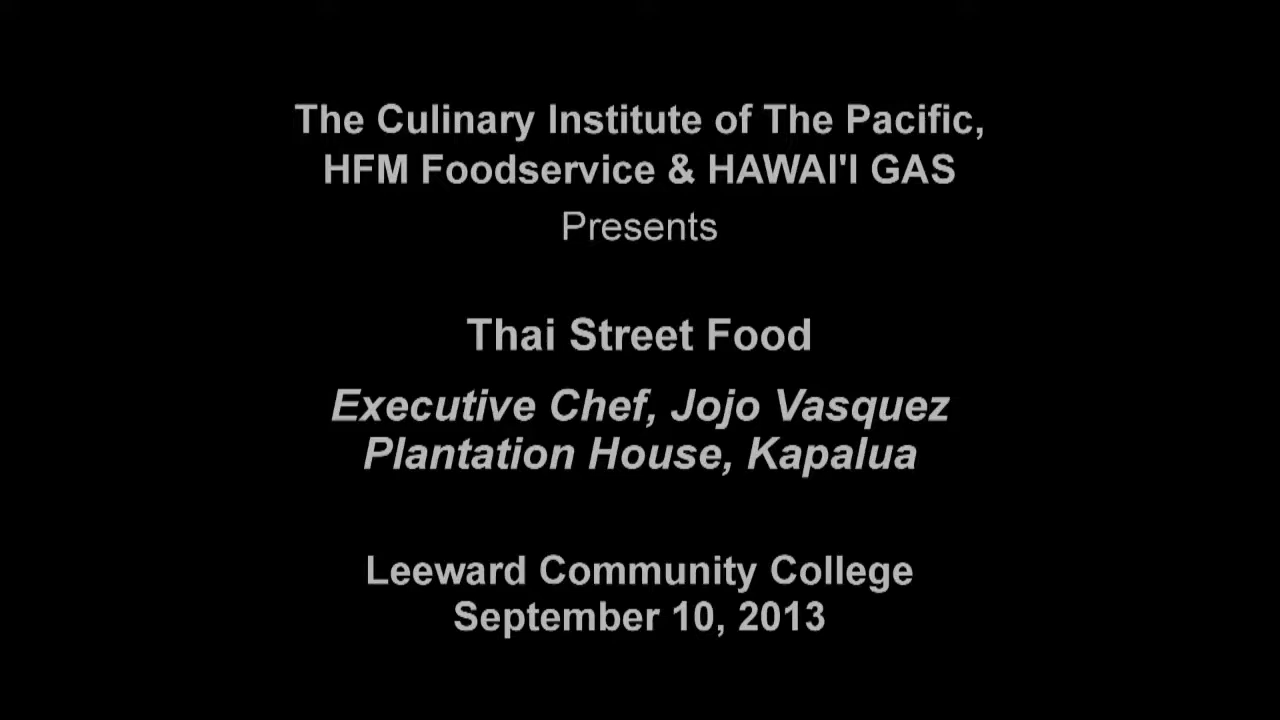 The Culinary Institute of The Pacific,
HFM Foodservice & HAWAI'I GAS
Presents
Thai Street Food
Executive Chef, Jojo Vasquez
Plantation House, Kapalua
Leeward Community College
September 10, 2013